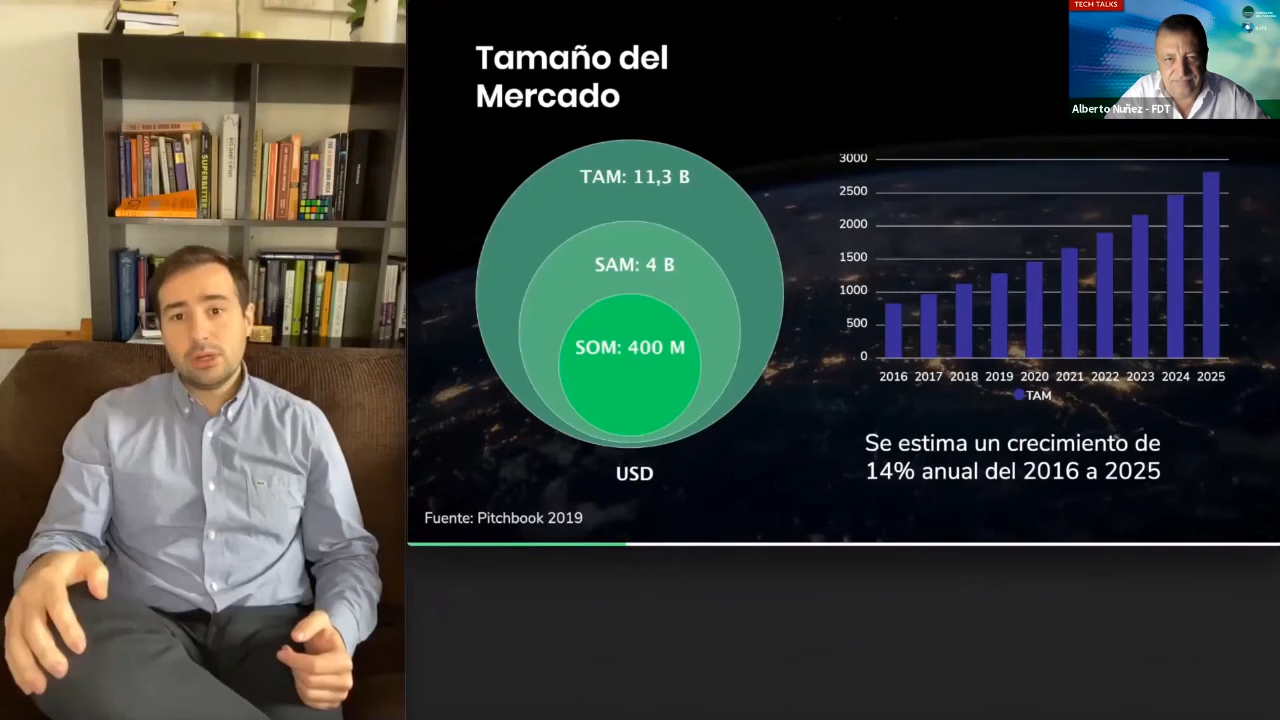 Tamaño del
Mercado
TAM: 11,3 B
SAM: 4 B
SOM: 400 M
USD
Fuente: Pitchbook 2019
TECH TALKS
Alberto Nuñez - FDT
3000
2500
2000
1500
1000
500
0
2016 2017 2018 2019 2020 2021 2022 2023 2024 2025
TAM
Se estima un crecimiento de
14% anual del 2016 a 2025
SUPERBETTER